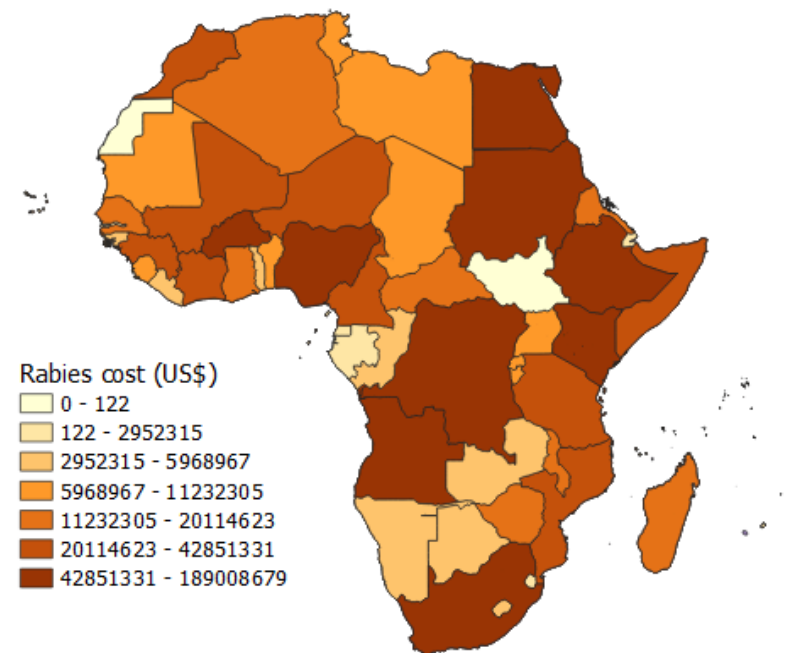 Rabies cost (US$)
0 - 122
122 - 2952315
2952315 - 5968967
5968967 - 11232305
11232305 - 20114623
20114623 - 42851331
42851331 - 189008679